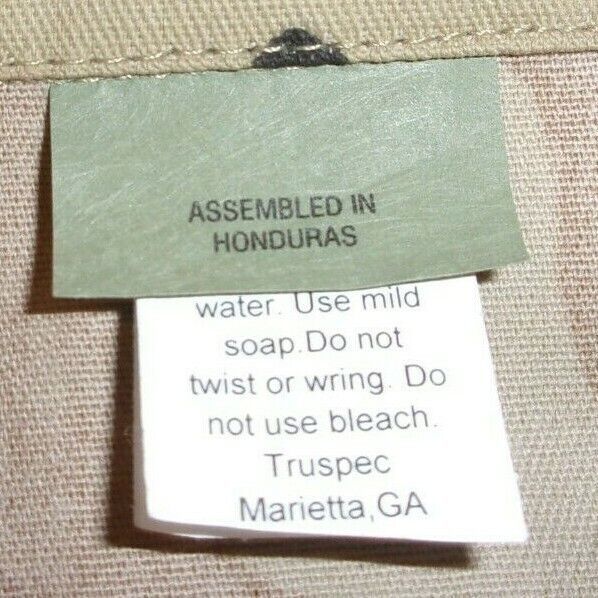 ASSEMBLED IN
HONDURAS
water. Use mild
soap.Do not
twist or wring. Do
not use bleach.
Truspec
Marietta,GA